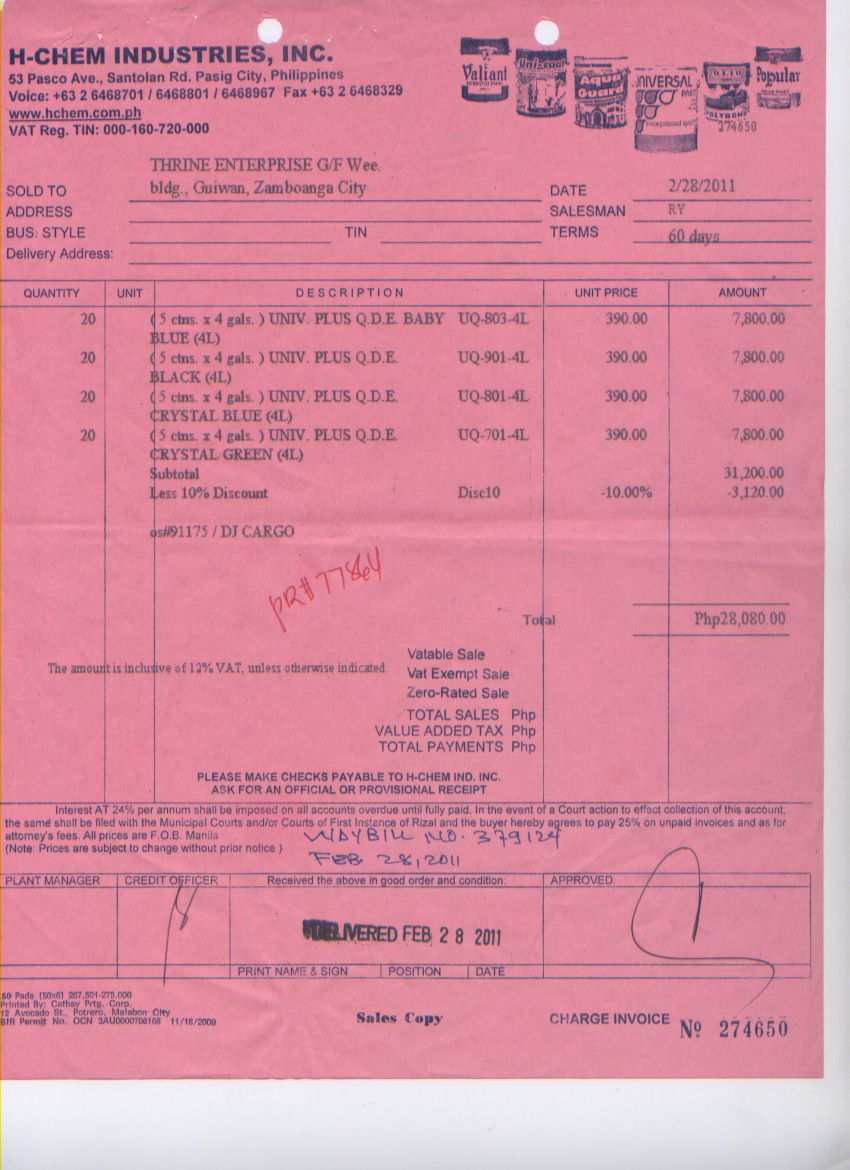 H-CHEM INDUSTRIES, INC.
53 Pasco Ave., Santolan Rd. Pasig City, Philippines
Voice: +63 2 6468701 / 6468801 / 6468967 Fax +63 2 6468329
www.hchem.com.ph
VAT Reg. TIN: 000-160-720-000
Valiant Uni-coat Aqua Guard UNIVERSAL PAINT POLYBOND Popular
274650
THRINE ENTERPRISE G/F Wee.
SOLD TO bldg., Guiwan, Zamboanga City DATE 2/28/2011
ADDRESS SALESMAN RY
BUS. STYLE TIN TERMS 60 days
Delivery Address:
QUANTITY UNIT DESCRIPTION UNIT PRICE AMOUNT
20 ( 5 ctns. x 4 gals. ) UNIV. PLUS Q.D.E. BABY UQ-803-4L 390.00 7,800.00
BLUE (4L)
20 ( 5 ctns. x 4 gals. ) UNIV. PLUS Q.D.E. UQ-901-4L 390.00 7,800.00
BLACK (4L)
20 ( 5 ctns. x 4 gals. ) UNIV. PLUS Q.D.E. UQ-801-4L 390.00 7,800.00
CRYSTAL BLUE (4L)
20 ( 5 ctns. x 4 gals. ) UNIV. PLUS Q.D.E. UQ-701-4L 390.00 7,800.00
CRYSTAL GREEN (4L)
Subtotal 31,200.00
Less 10% Discount Disc10 -10.00% -3,120.00
os#91175 / DJ CARGO
PR# 77864
Total Php28,080.00
Vatable Sale
The amount is inclusive of 12% VAT, unless otherwise indicated.
Vat Exempt Sale
Zero-Rated Sale
TOTAL SALES Php
VALUE ADDED TAX Php
TOTAL PAYMENTS Php
PLEASE MAKE CHECKS PAYABLE TO H-CHEM IND. INC.
ASK FOR AN OFFICIAL OR PROVISIONAL RECEIPT
Interest AT 24% per annum shall be imposed on all accounts overdue until fully paid. In the event of a Court action to effect collection of this account,
the same shall be filed with the Municipal Courts and/or Courts of First Instance of Rizal and the buyer hereby agrees to pay 25% on unpaid invoices and as for
attorney's fees. All prices are F.O.B. Manila
(Note: Prices are subject to change without prior notice.)
WAYBILL NO. 379124
FEB. 28, 2011
PLANT MANAGER CREDIT OFFICER Received the above in good order and condition: APPROVED:
DELIVERED FEB 28 2011
PRINT NAME & SIGN POSITION DATE
50 Pads (50x6) 267,501-275,000
Printed By: Cathay Prtg. Corp.
12 Avocado St., Potrero, Malabon City
BIR Permit No. OCN 3AU0000706166 11/16/2009
Sales Copy
CHARGE INVOICE Nº 274650